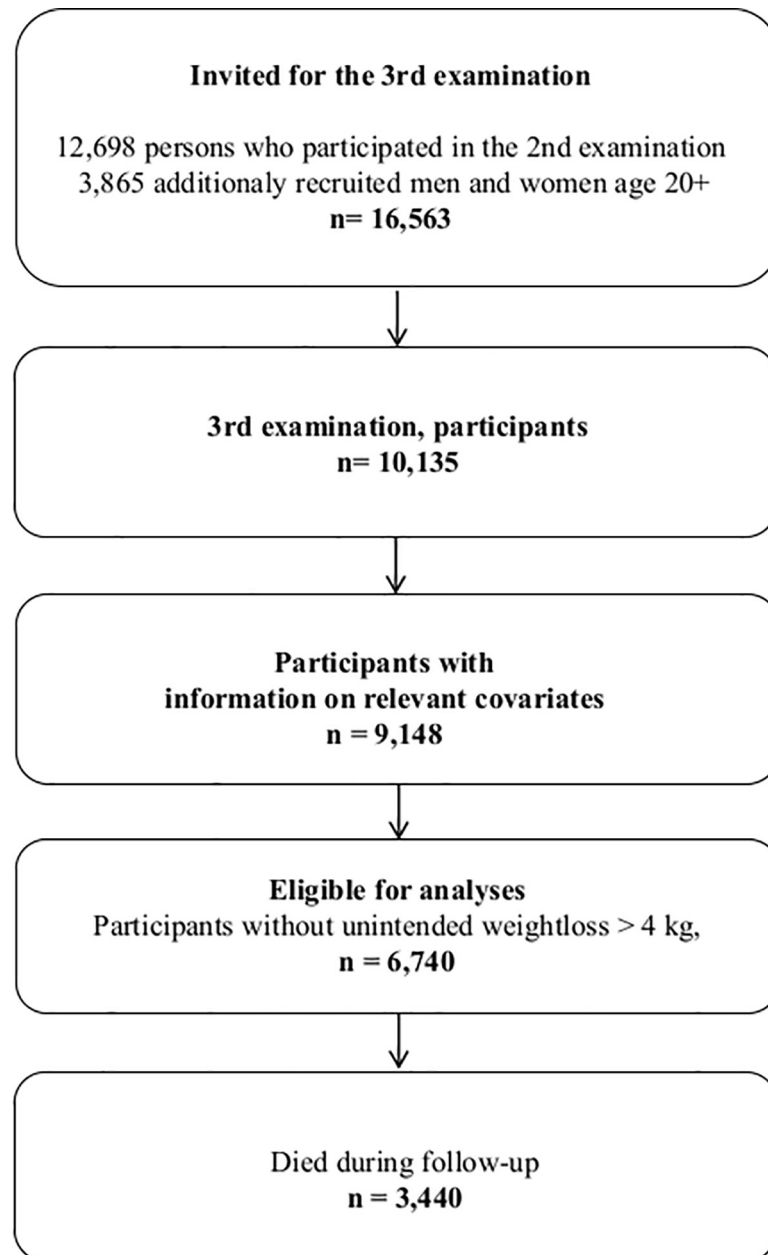 Invited for the 3rd examination
12,698 persons who participated in the 2nd examination
3,865 additionaly recruited men and women age 20+
n= 16,563
3rd examination, participants
n= 10,135
Participants with
information on relevant covariates
n = 9,148
Eligible for analyses
Participants without unintended weightloss > 4 kg,
n = 6,740
Died during follow-up
n = 3,440